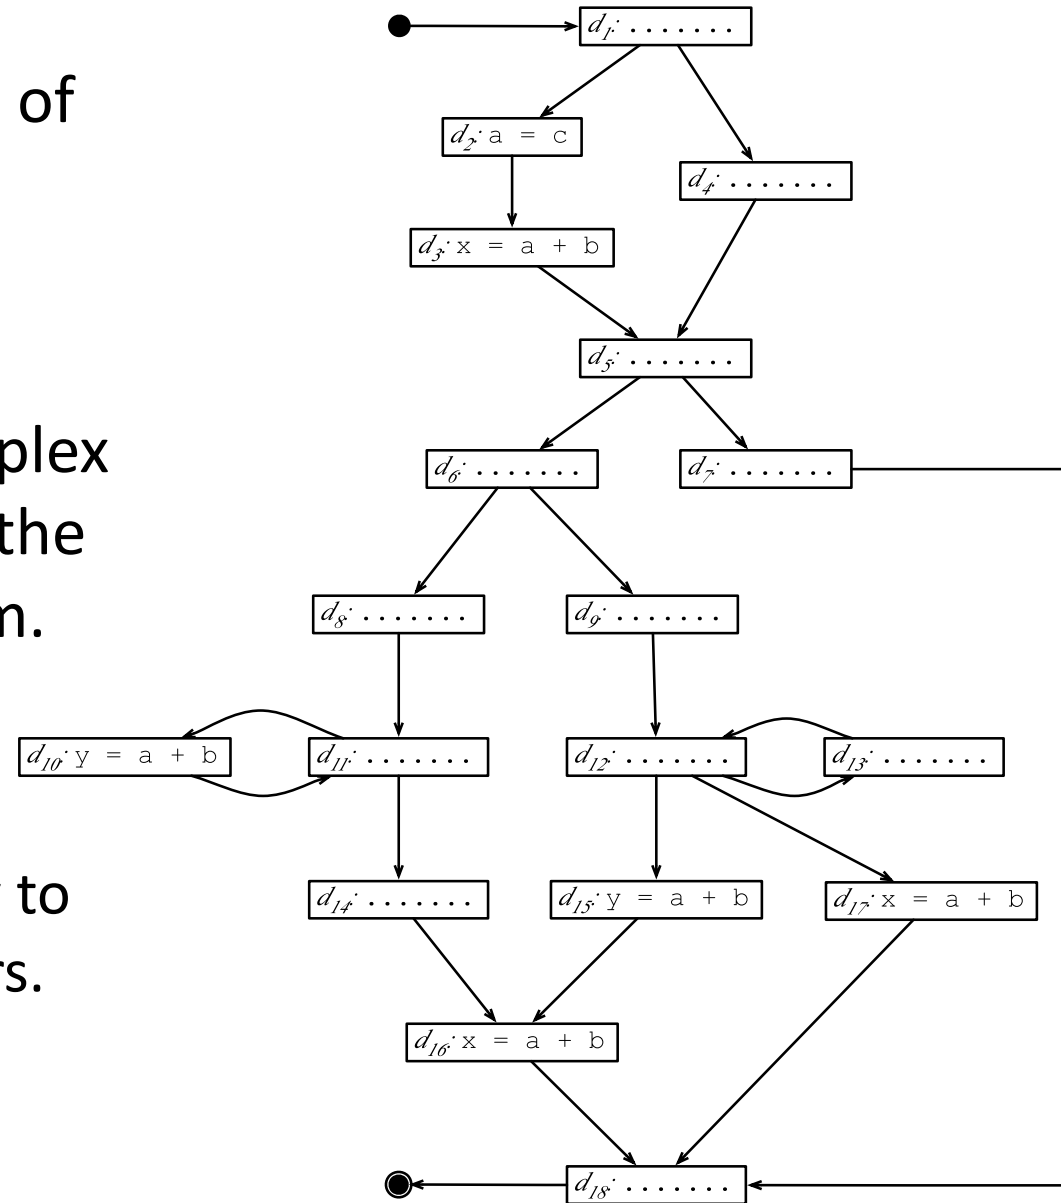 of
plex
the
m.
to
rs.
d1: .......
d2: a = c
d4: .......
d3: x = a + b
d5: .......
d6: .......
d7: .......
d8: .......
d9: .......
d10: y = a + b
d11: .......
d12: .......
d13: .......
d14: .......
d15: y = a + b
d17: x = a + b
d16: x = a + b
d18: .......